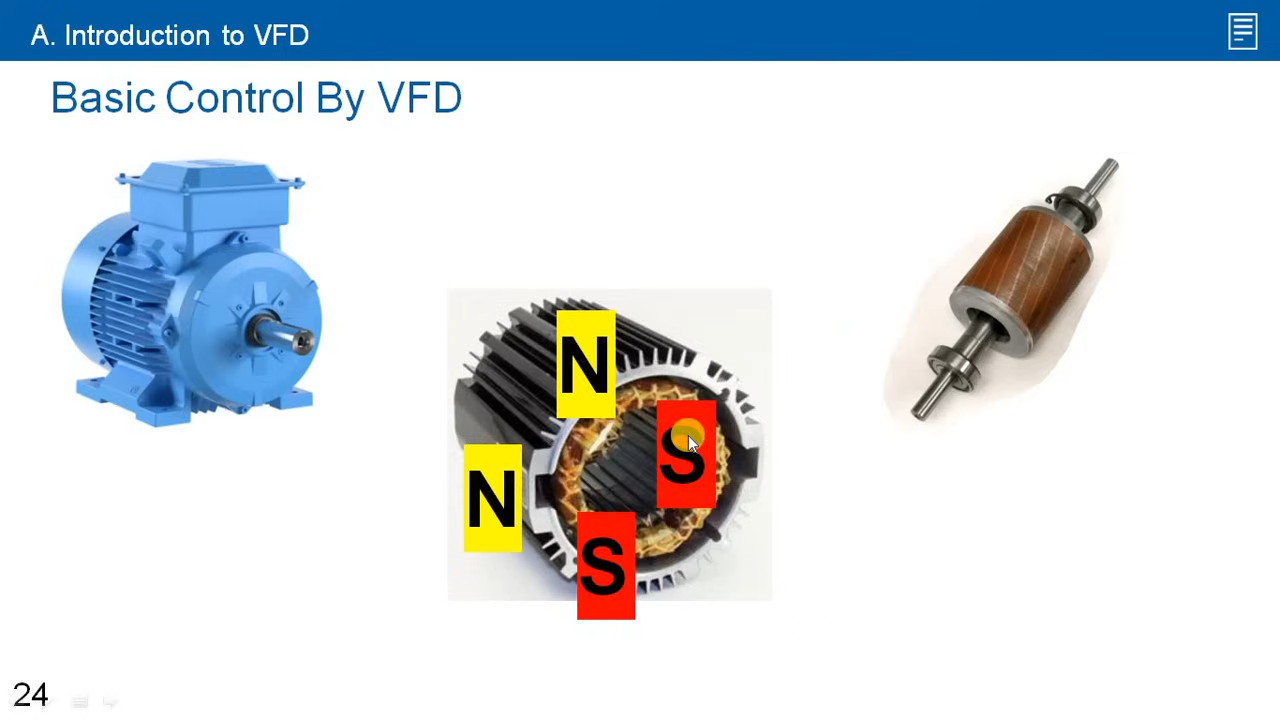 A. Introduction to VFD
Basic Control By VFD
N
S
N
S
24